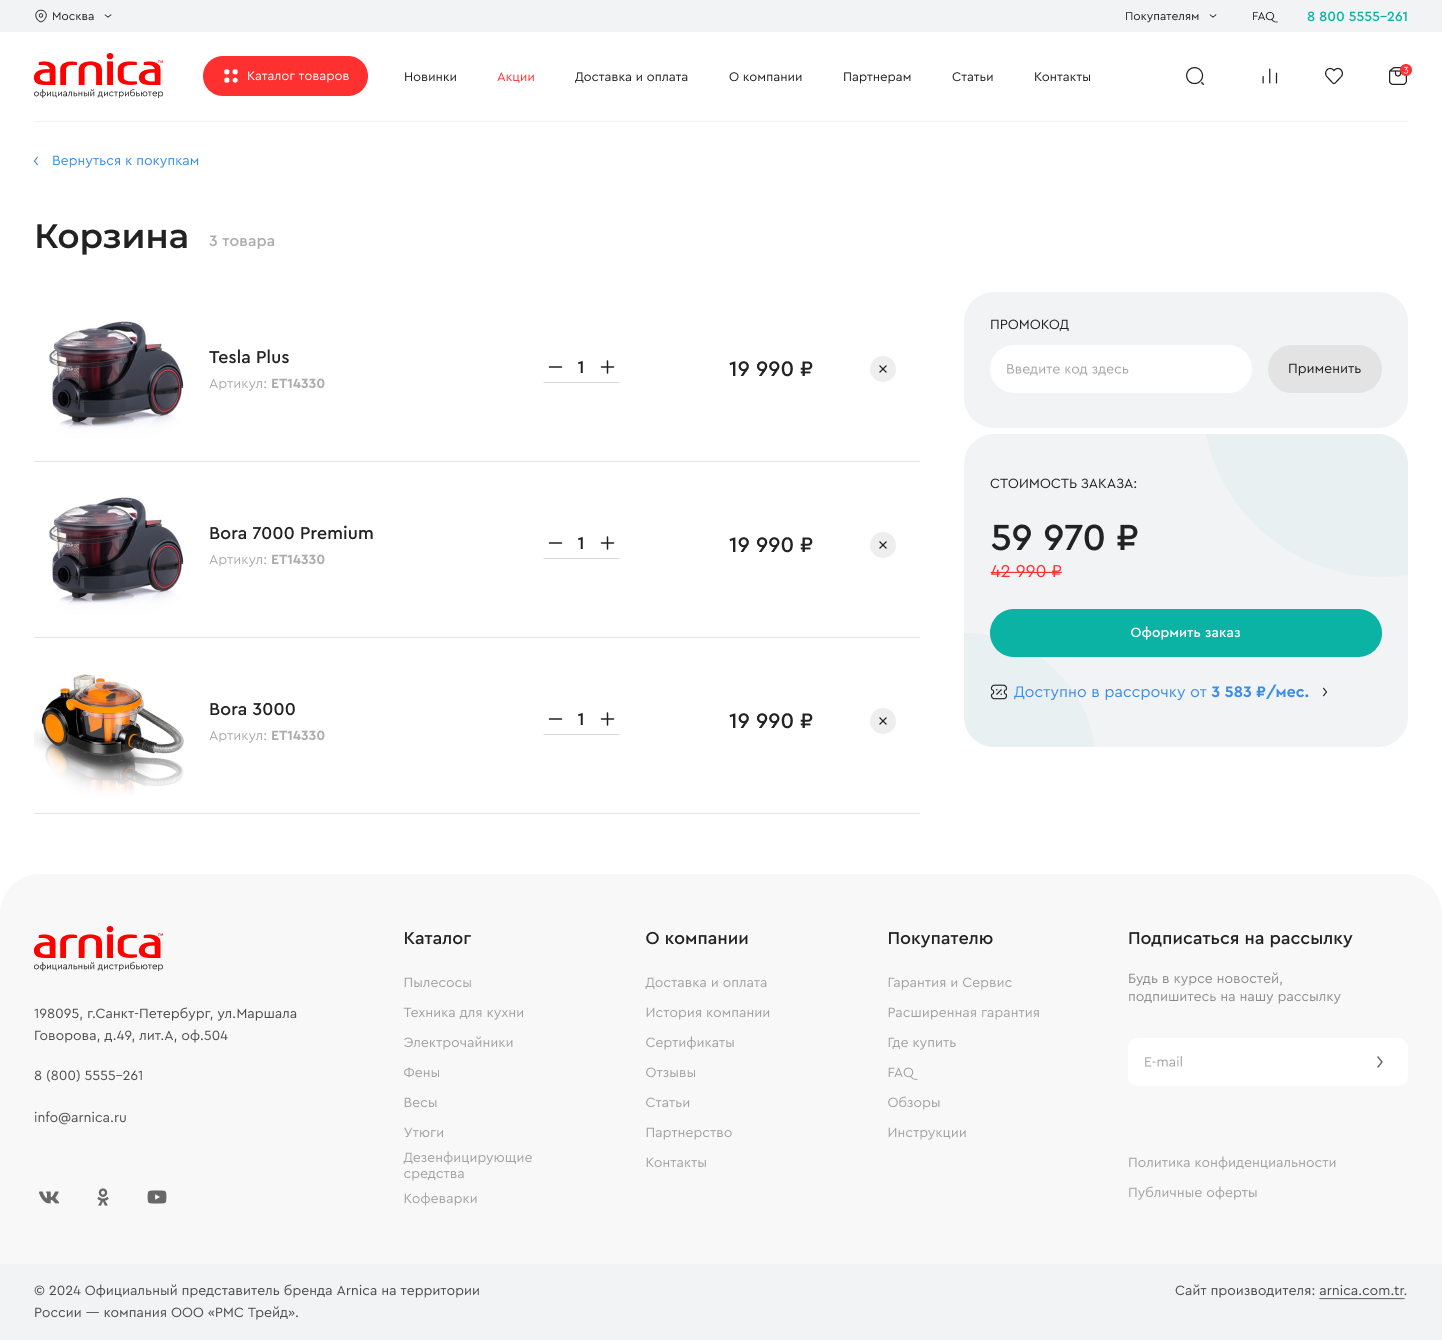 Москва
Покупателям
FAQ
8 800 5555-261
arnica
официальный дистрибьютер
Каталог товаров
Новинки
Акции
Доставка и оплата
О компании
Партнерам
Статьи
Контакты
3
Вернуться к покупкам
Корзина
3 товара
Tesla Plus
Артикул: ET14330
1
19 990 ₽
Bora 7000 Premium
Артикул: ET14330
1
19 990 ₽
Bora 3000
Артикул: ET14330
1
19 990 ₽
ПРОМОКОД
Введите код здесь
Применить
СТОИМОСТЬ ЗАКАЗА:
59 970 ₽
42 990 ₽
Оформить заказ
Доступно в рассрочку от 3 583 ₽/мес.
arnica
официальный дистрибьютер
198095, г.Санкт-Петербург, ул.Маршала
Говорова, д.49, лит.А, оф.504
8 (800) 5555-261
info@arnica.ru
Каталог
Пылесосы
Техника для кухни
Электрочайники
Фены
Весы
Утюги
Дезенфицирующие
средства
Кофеварки
О компании
Доставка и оплата
История компании
Сертификаты
Отзывы
Статьи
Партнерство
Контакты
Покупателю
Гарантия и Сервис
Расширенная гарантия
Где купить
FAQ
Обзоры
Инструкции
Подписаться на рассылку
Будь в курсе новостей,
подпишитесь на нашу рассылку
E-mail
Политика конфиденциальности
Публичные оферты
© 2024 Официальный представитель бренда Arnica на территории
России — компания ООО «РМС Трейд».
Сайт производителя: arnica.com.tr.